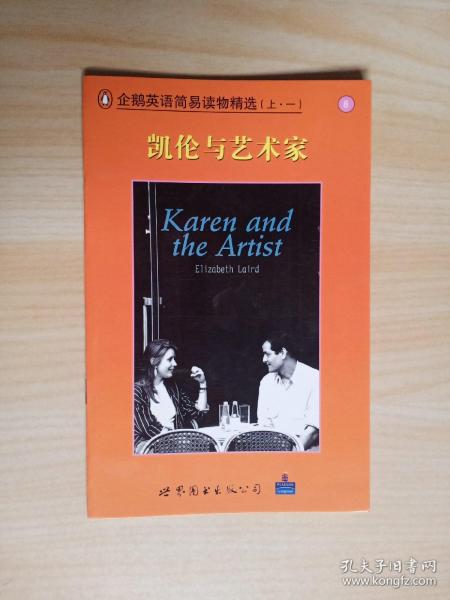 企鹅英语简易读物精选(上·一)
8
凯伦与艺术家
Karen and
the Artist
Elizabeth Laird
世界图书出版公司
孔夫子旧书网
www.kongfz.com